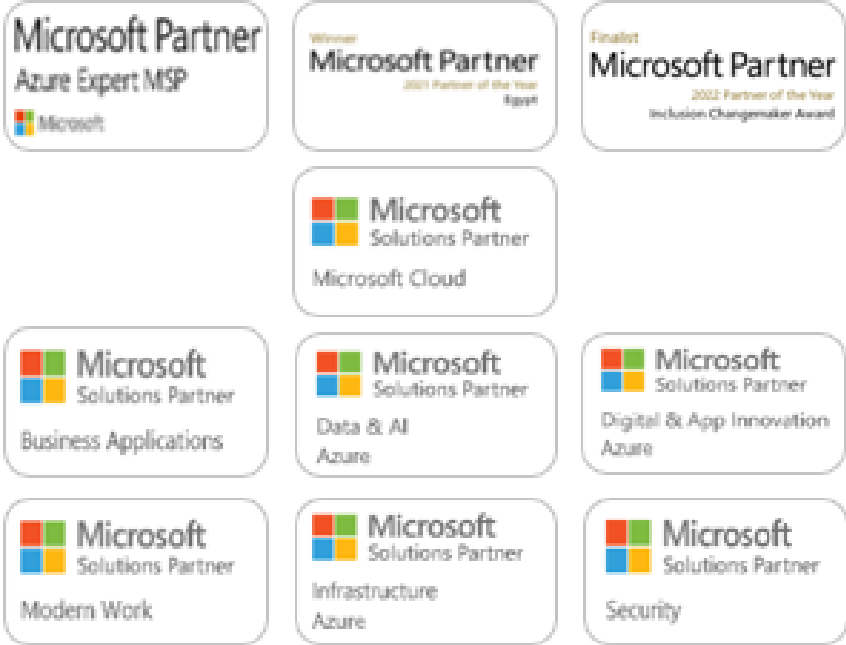 Microsoft Partner
Azure Expert MSP
Microsoft
Winner
Microsoft Partner
2021 Partner of the Year
Egypt
Finalist
Microsoft Partner
2022 Partner of the Year
Inclusion Changemaker Award
Microsoft
Solutions Partner
Microsoft Cloud
Microsoft
Solutions Partner
Business Applications
Microsoft
Solutions Partner
Data & AI
Azure
Microsoft
Solutions Partner
Digital & App Innovation
Azure
Microsoft
Solutions Partner
Modern Work
Microsoft
Solutions Partner
Infrastructure
Azure
Microsoft
Solutions Partner
Security